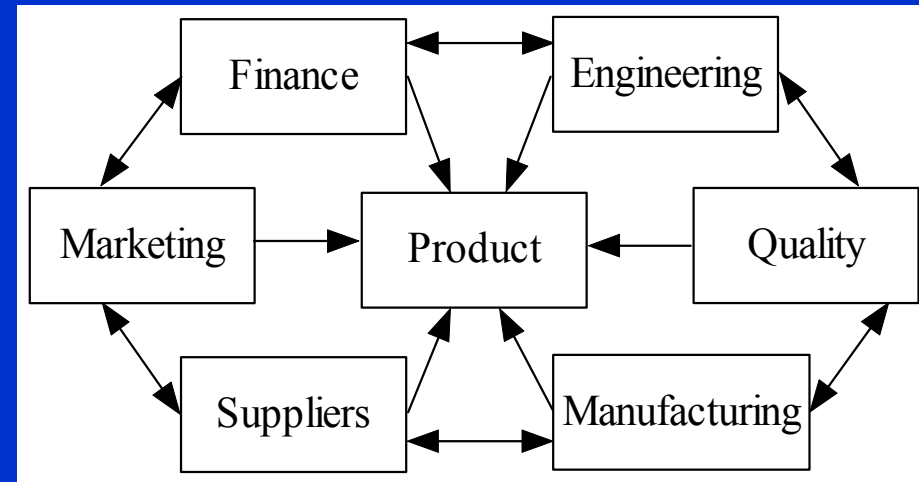 Finance
Engineering
Marketing
Product
Quality
Suppliers
Manufacturing